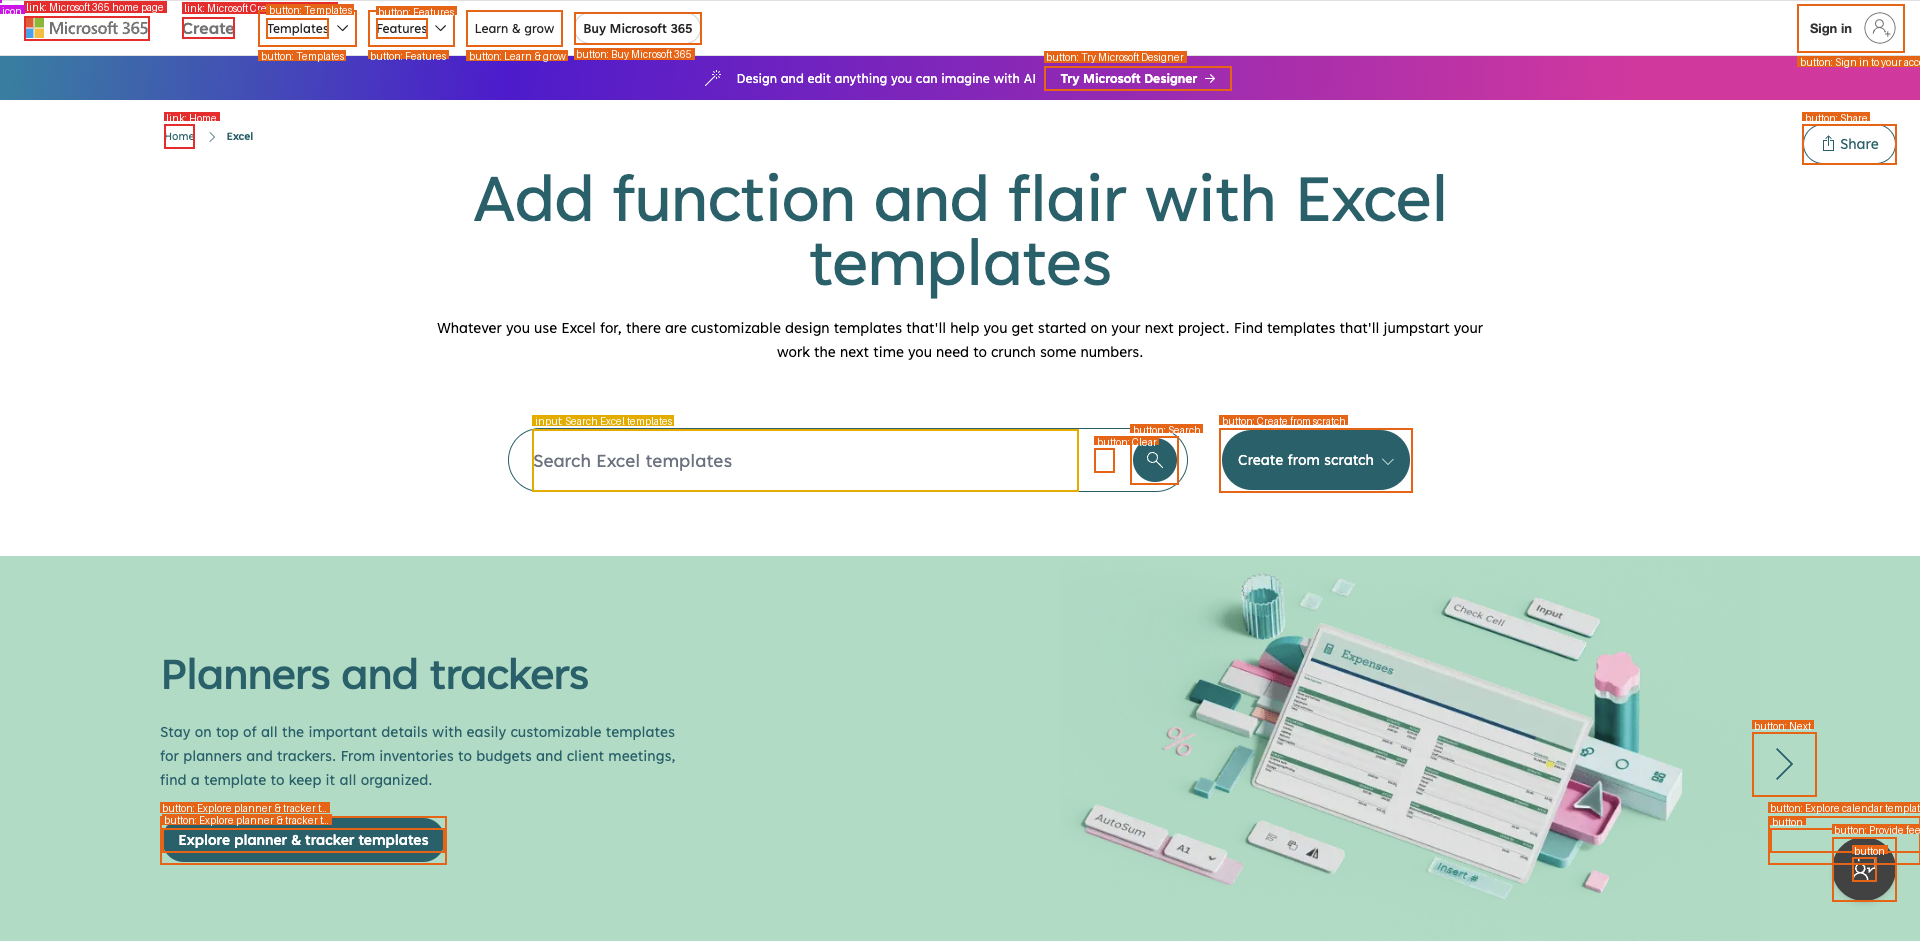 link: Microsoft 365 home page
link: Microsoft Cre
button: Templates
button: Features
icon
Microsoft 365
Create
Templates
Features
Learn & grow
Buy Microsoft 365
Sign in
button: Templates
button: Features
button: Learn & grow
button: Buy Microsoft 365
button: Try Microsoft Designer
button: Sign in to your acc
Design and edit anything you can imagine with AI
Try Microsoft Designer →
link: Home
button: Share
Home > Excel
Share
Add function and flair with Excel
templates
Whatever you use Excel for, there are customizable design templates that'll help you get started on your next project. Find templates that'll jumpstart your
work the next time you need to crunch some numbers.
input: Search Excel templates
button: Clear
button: Search
button: Create from scratch
Search Excel templates
Create from scratch
Planners and trackers
Stay on top of all the important details with easily customizable templates
for planners and trackers. From inventories to budgets and client meetings,
find a template to keep it all organized.
button: Explore planner & tracker t...
button: Explore planner & tracker t...
Explore planner & tracker templates
Check Cell
Input
Expenses
%
AutoSum
AI
Insert #
button: Next
button: Explore calendar templat
button
button: Provide fee
button